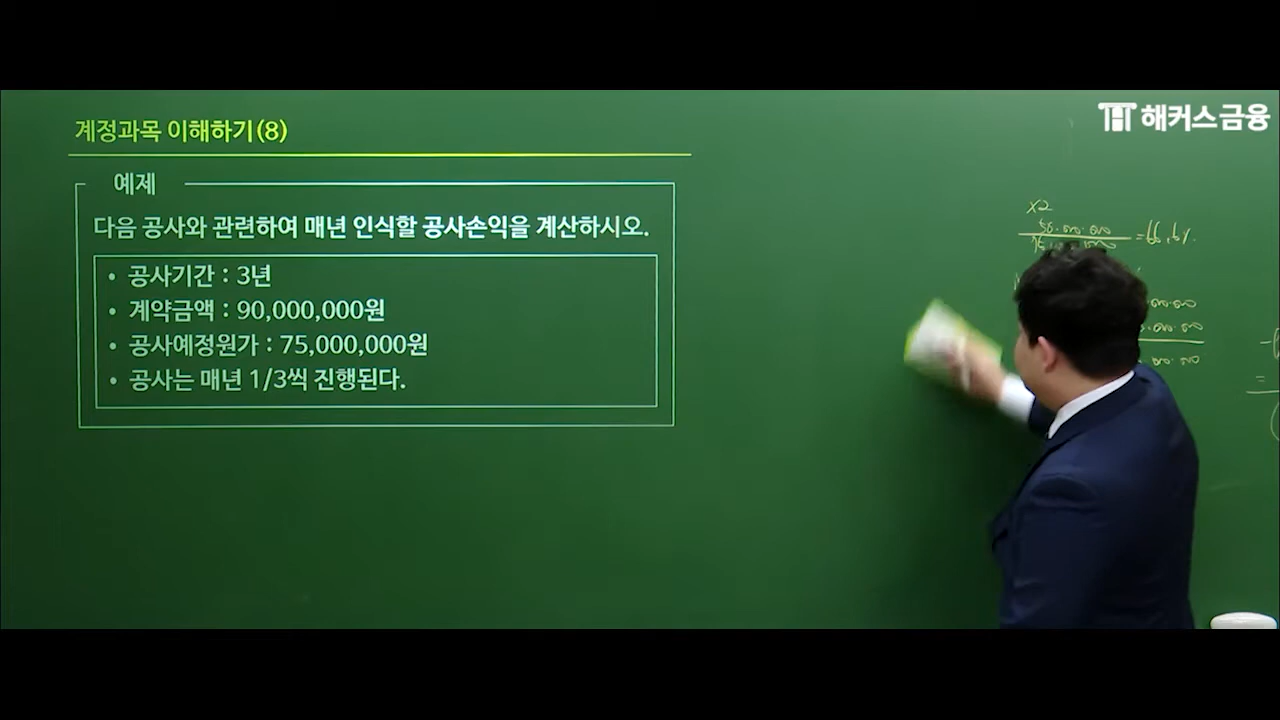 계정과목 이해하기(8)
해커스금융
예제
다음 공사와 관련하여 매년 인식할 공사손익을 계산하시오.
• 공사기간 : 3년
• 계약금액 : 90,000,000원
• 공사예정원가 : 75,000,000원
• 공사는 매년 1/3씩 진행된다.
X2